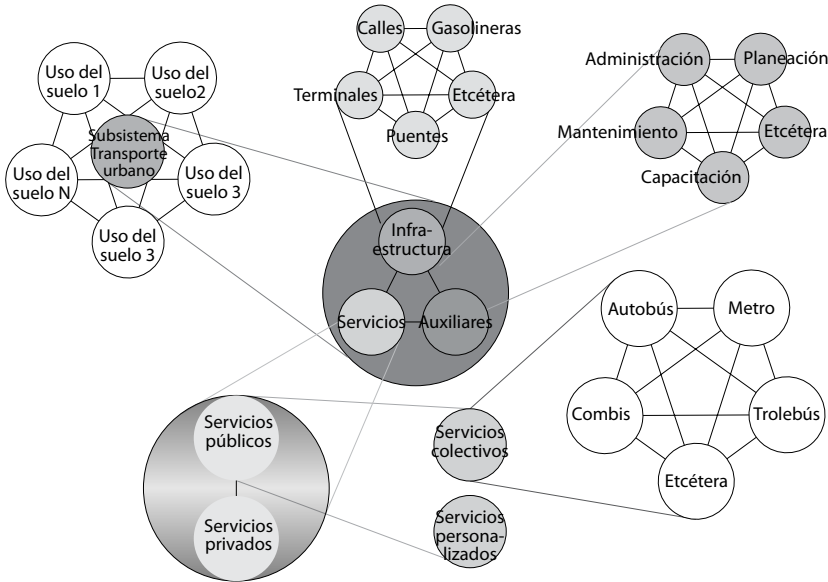 Calles
Gasolineras
Terminales
Etcétera
Puentes
Administración
Planeación
Mantenimiento
Etcétera
Capacitación
Uso del
suelo 1
Uso del
suelo2
Subsistema
Transporte
urbano
Uso del
suelo N
Uso del
suelo 3
Uso del
suelo 3
Infra-
estructura
Servicios
Auxiliares
Autobús
Metro
Combis
Trolebús
Etcétera
Servicios
públicos
Servicios
privados
Servicios
colectivos
Servicios
persona-
lizados